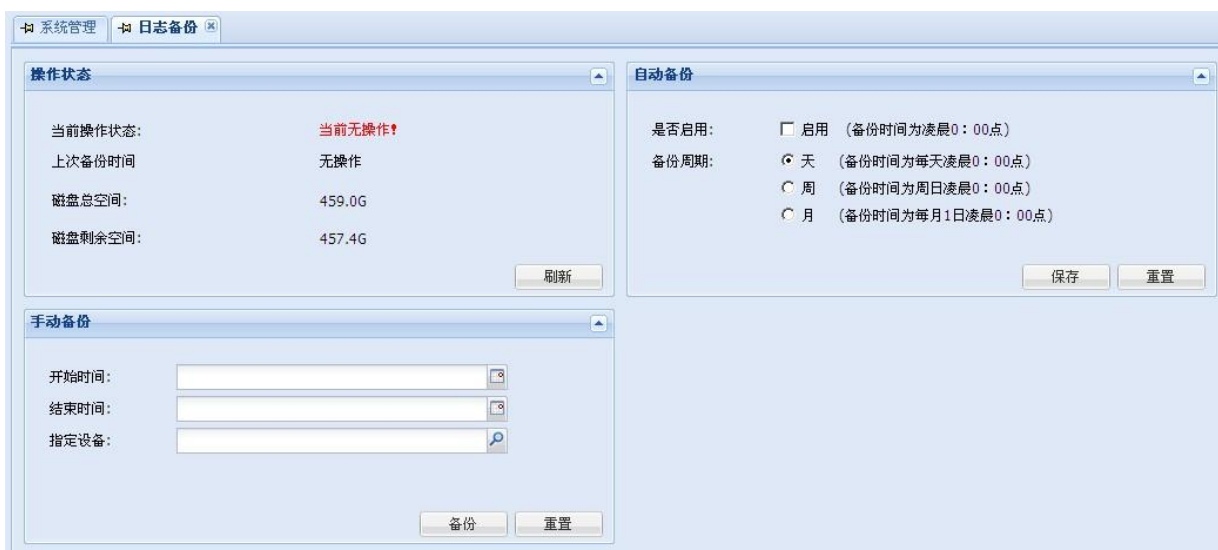 系统管理 日志备份
操作状态
当前操作状态: 当前无操作!
上次备份时间 无操作
磁盘总空间: 459.0G
磁盘剩余空间: 457.4G
刷新
自动备份
是否启用: 启用 (备份时间为凌晨0:00点)
备份周期: 天 (备份时间为每天凌晨0:00点)
周 (备份时间为周日凌晨0:00点)
月 (备份时间为每月1日凌晨0:00点)
保存 重置
手动备份
开始时间:
结束时间:
指定设备:
备份 重置